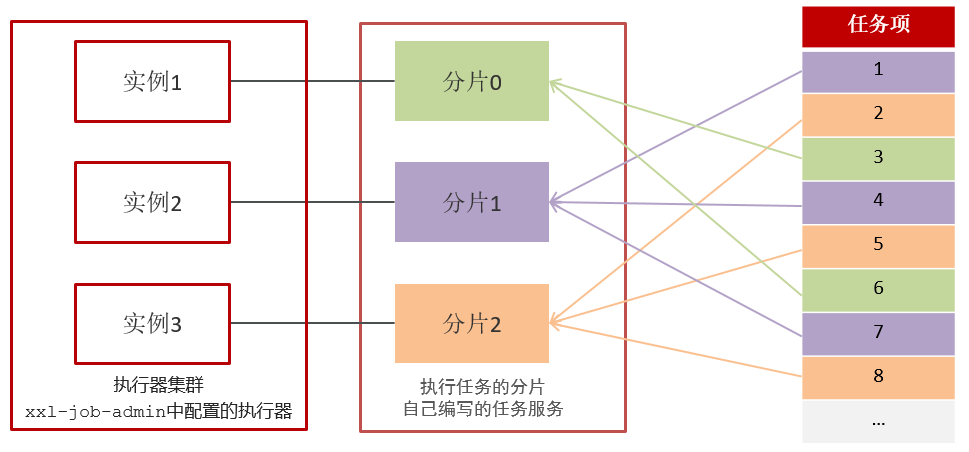 实例1
实例2
实例3
执行器集群
xxl-job-admin中配置的执行器
分片0
分片1
分片2
执行任务的分片
自己编写的任务服务
任务项
1
2
3
4
5
6
7
8
...